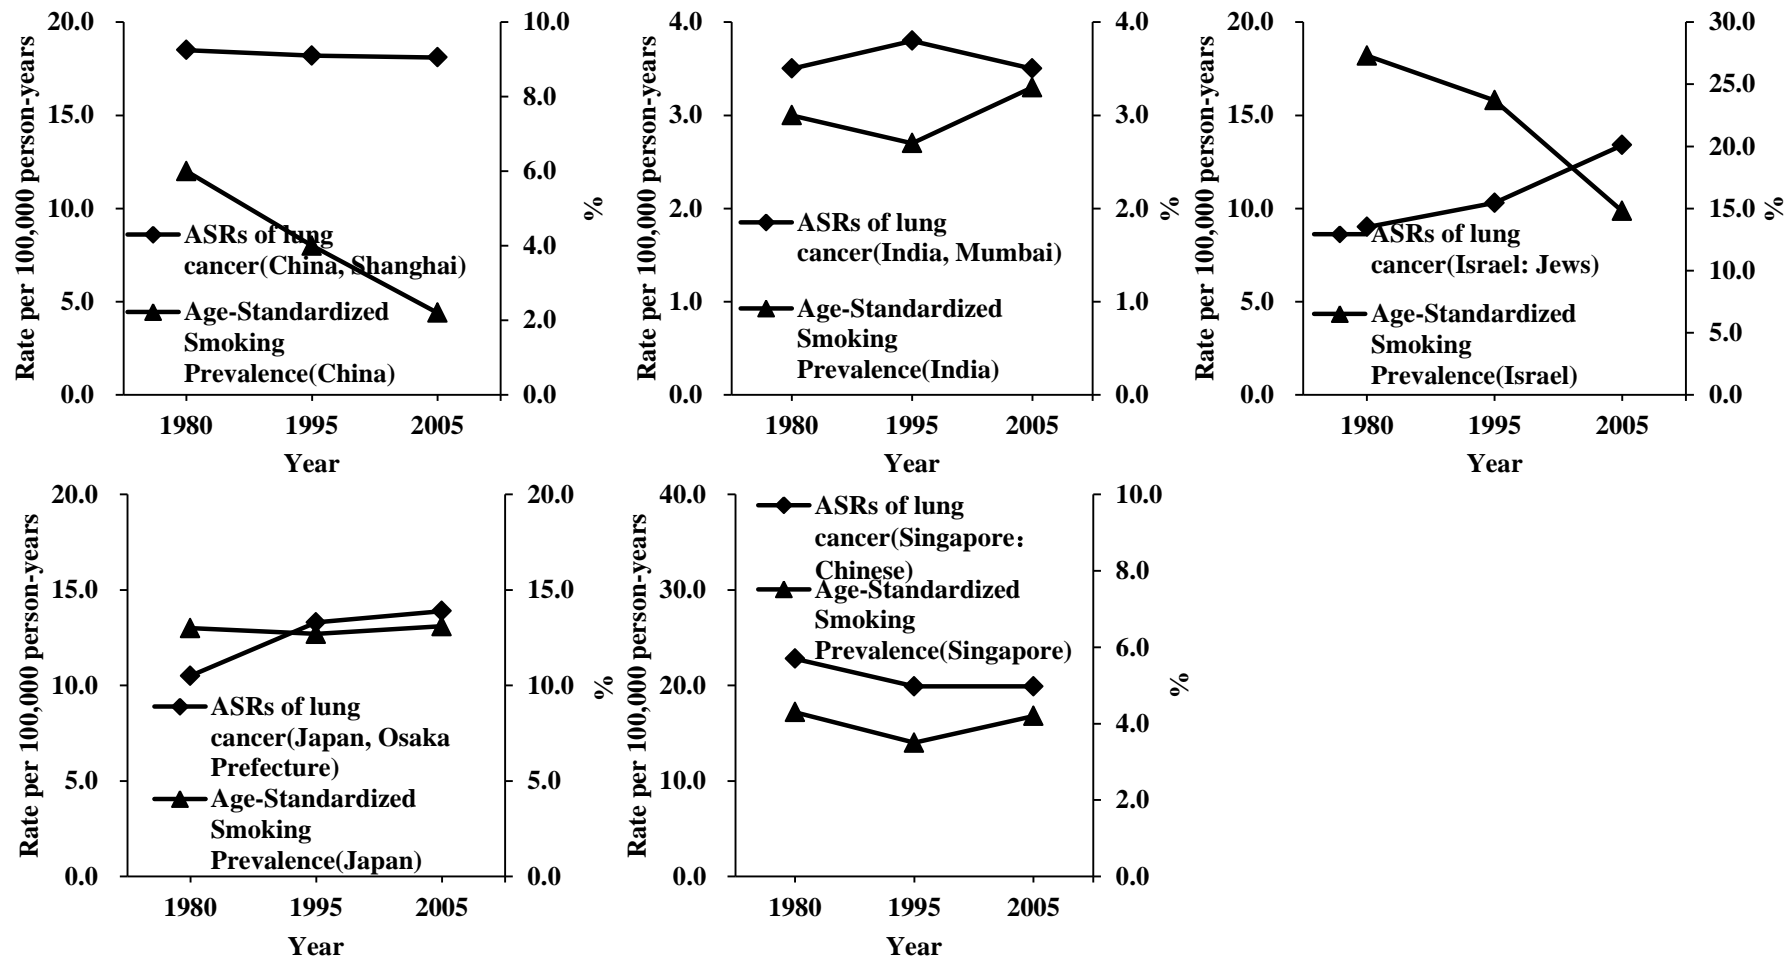 Rate per 100,000 person-years
20.0
15.0
10.0
5.0
0.0
10.0
8.0
6.0
4.0
2.0
0.0
%
ASRs of lung
cancer(China, Shanghai)
Age-Standardized
Smoking
Prevalence(China)
1980 1995 2005
Year
Rate per 100,000 person-years
4.0
3.0
2.0
1.0
0.0
4.0
3.0
2.0
1.0
0.0
%
ASRs of lung
cancer(India, Mumbai)
Age-Standardized
Smoking
Prevalence(India)
1980 1995 2005
Year
Rate per 100,000 person-years
20.0
15.0
10.0
5.0
0.0
30.0
25.0
20.0
15.0
10.0
5.0
0.0
%
ASRs of lung
cancer(Israel: Jews)
Age-Standardized
Smoking
Prevalence(Israel)
1980 1995 2005
Year
Rate per 100,000 person-years
20.0
15.0
10.0
5.0
0.0
20.0
15.0
10.0
5.0
0.0
%
ASRs of lung
cancer(Japan, Osaka
Prefecture)
Age-Standardized
Smoking
Prevalence(Japan)
1980 1995 2005
Year
Rate per 100,000 person-years
40.0
30.0
20.0
10.0
0.0
10.0
8.0
6.0
4.0
2.0
0.0
%
ASRs of lung
cancer(Singapore：
Chinese)
Age-Standardized
Smoking
Prevalence(Singapore)
1980 1995 2005
Year